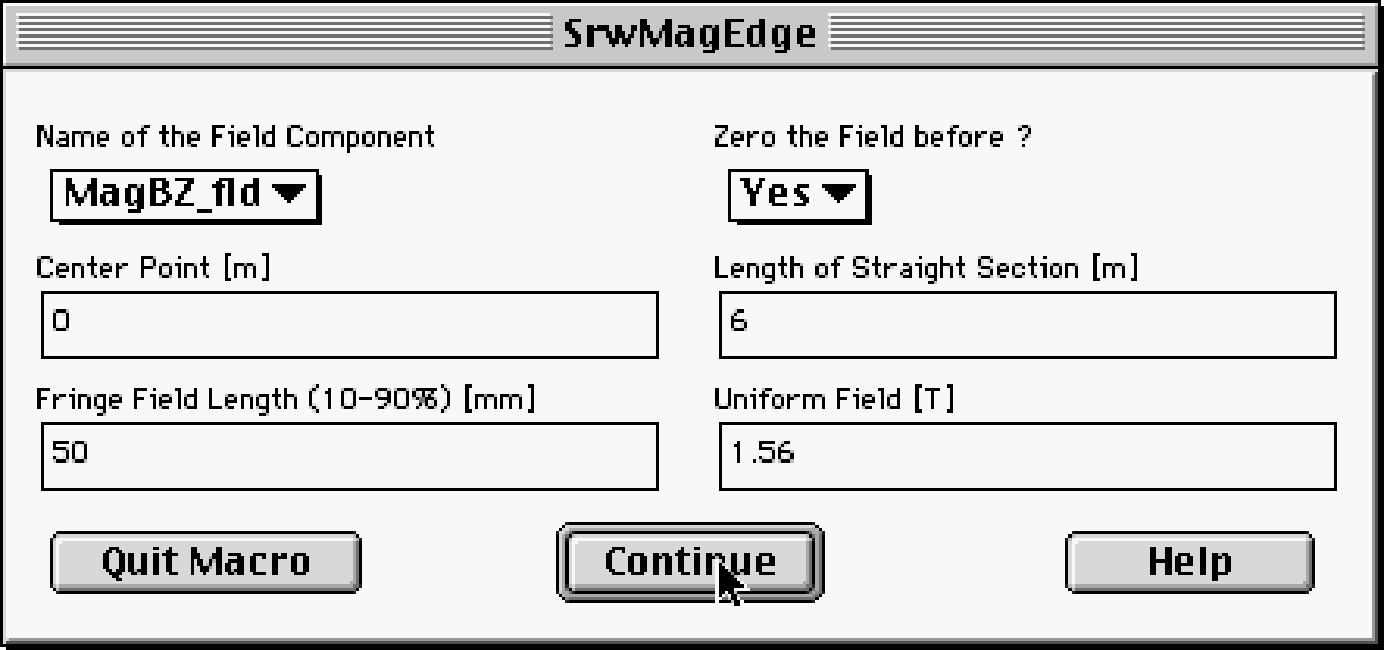 SrwMagEdge
Name of the Field Component
Zero the Field before ?
MagBZ_fld
Yes
Center Point [m]
Length of Straight Section [m]
0
6
Fringe Field Length (10-90%) [mm]
Uniform Field [T]
50
1.56
Quit Macro
Continue
Help